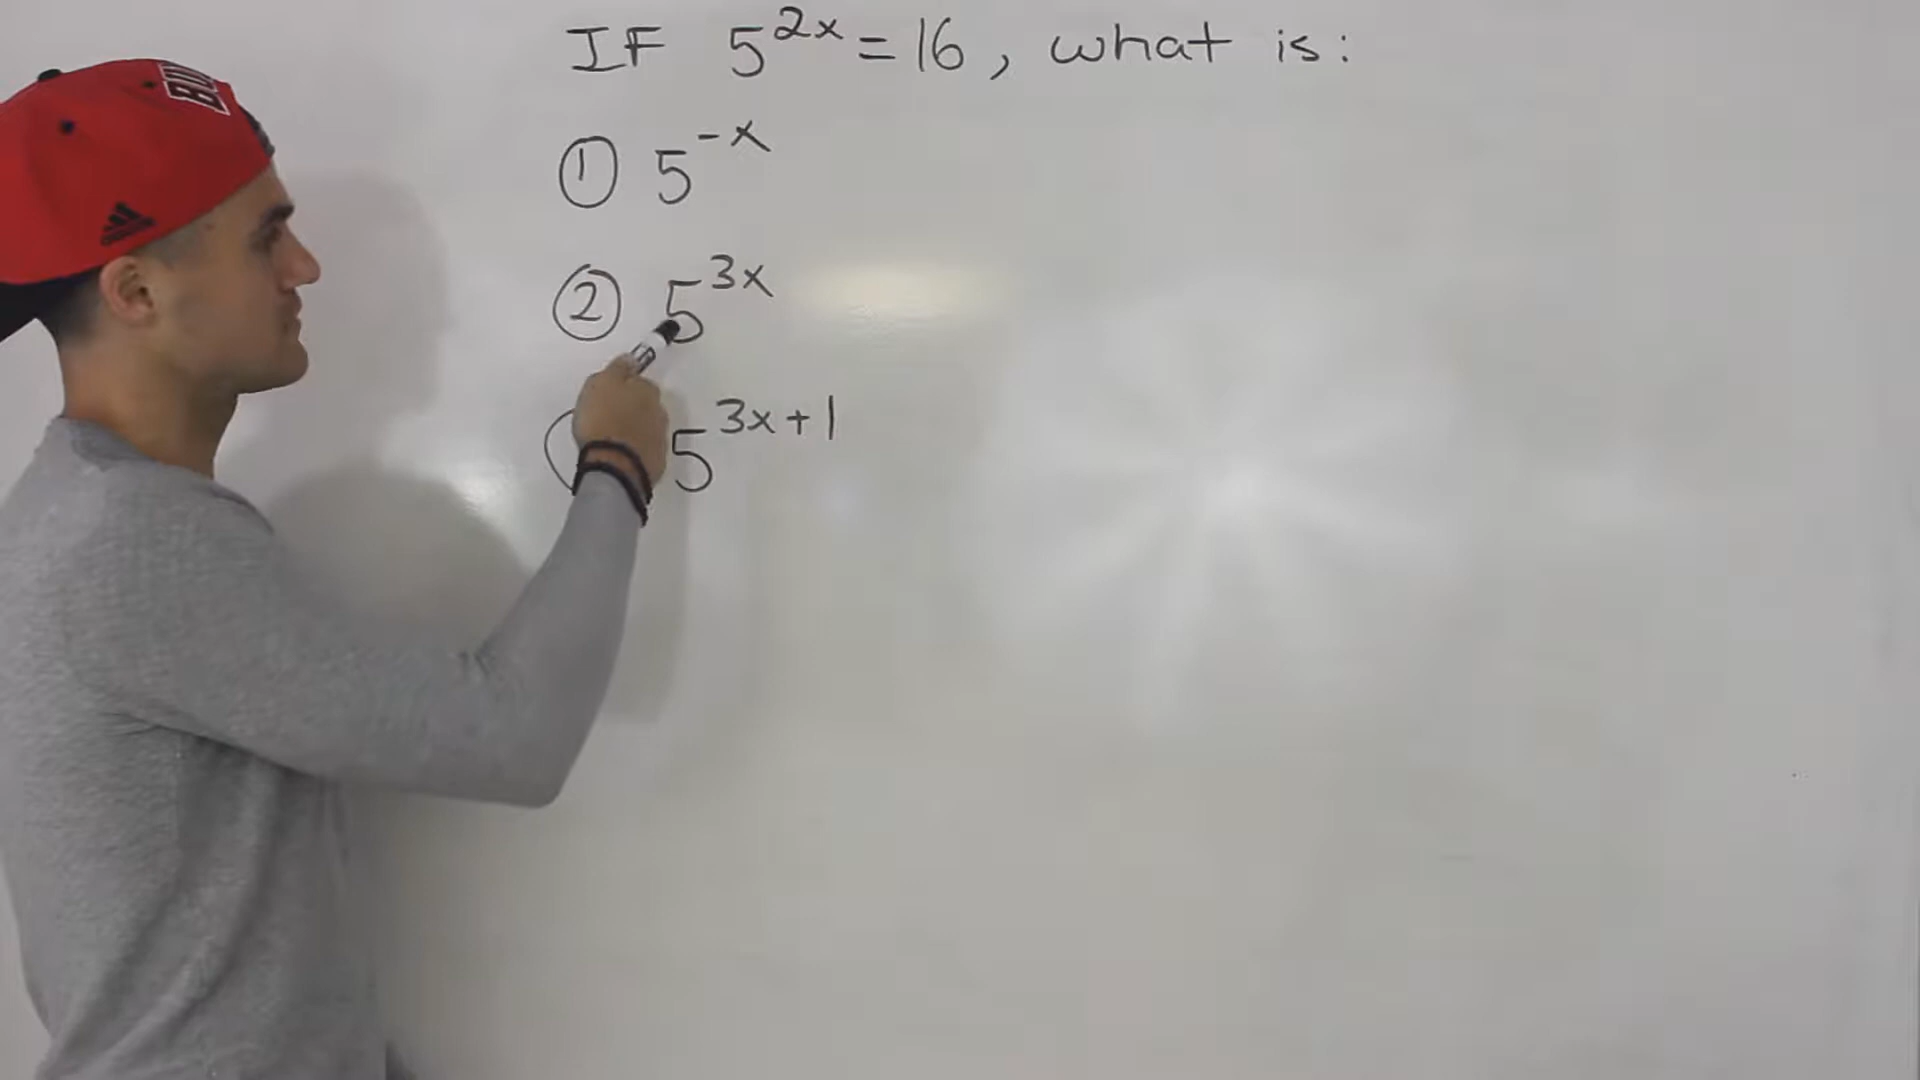 IF 5^2x = 16, what is:
① 5^-x
② 5^3x
5^3x+1